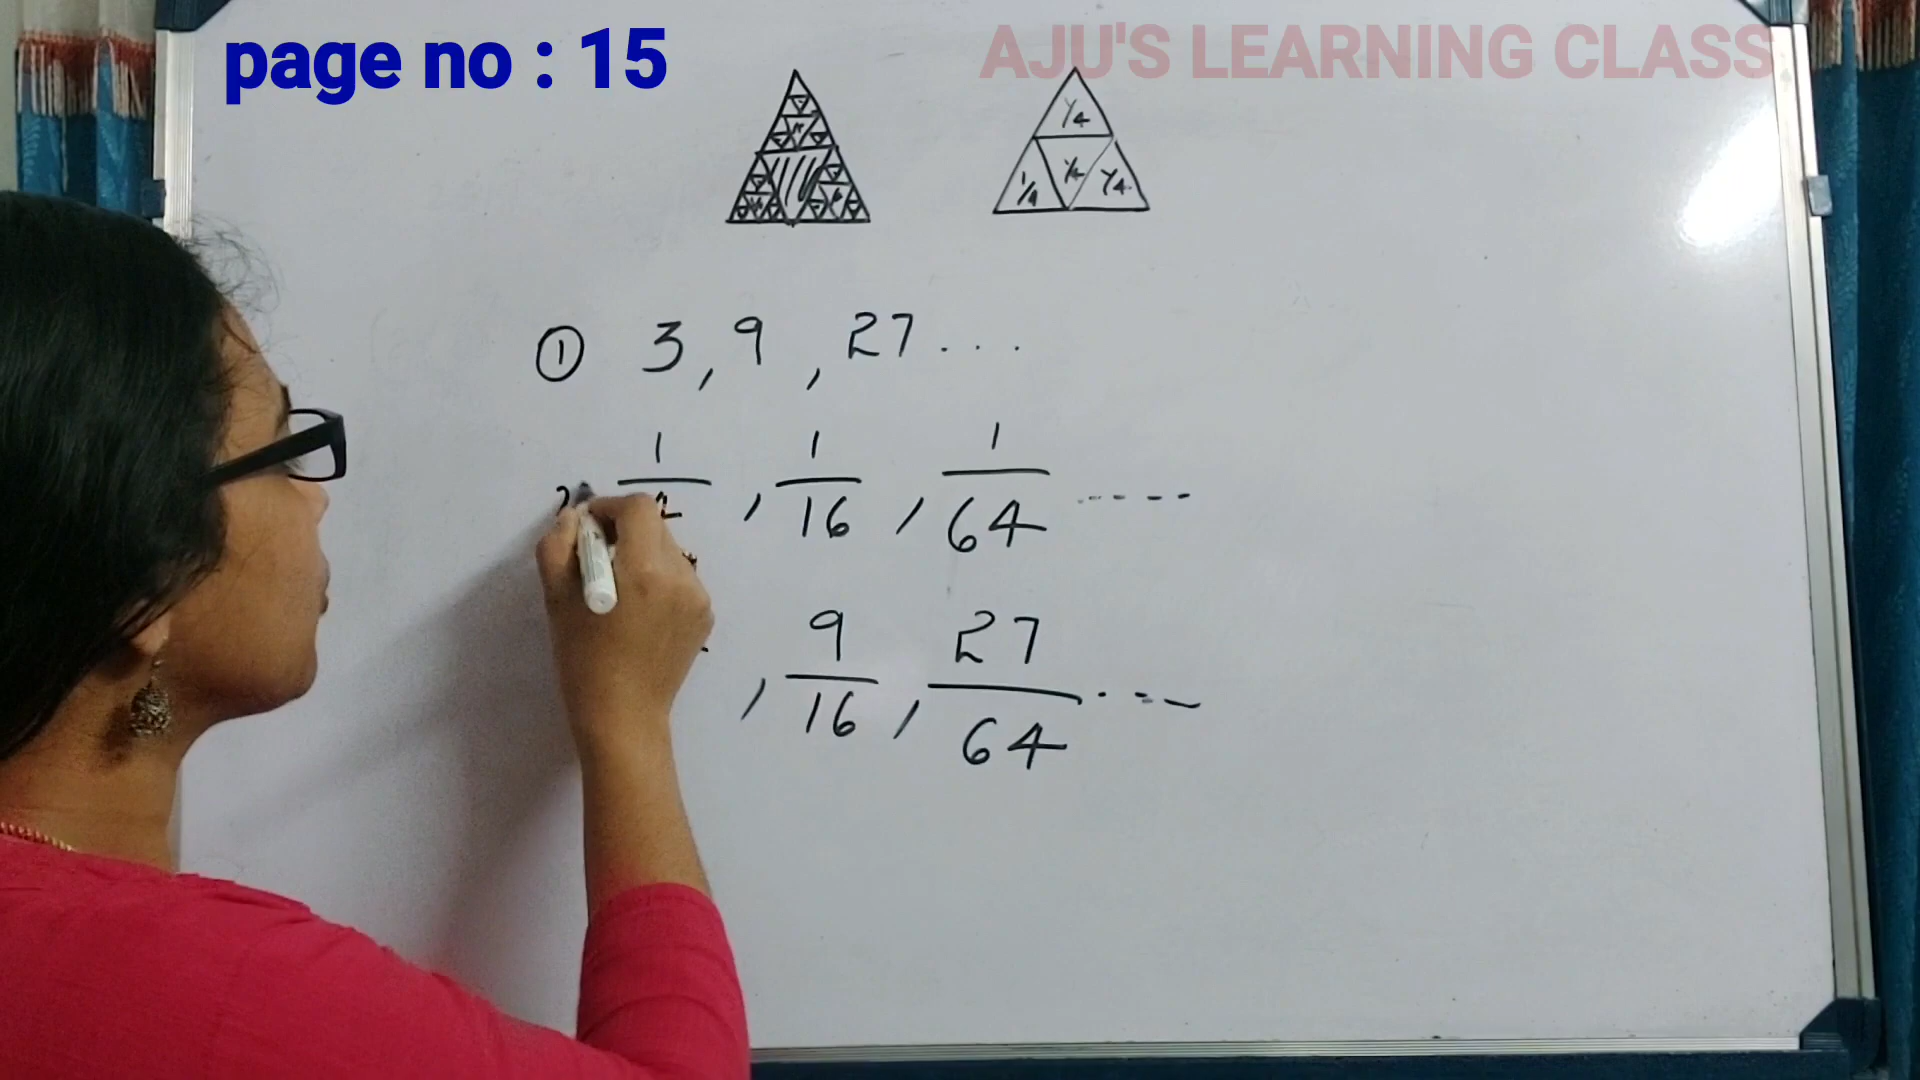 page no : 15
AJU'S LEARNING CLASS
1/4
1/4 1/4 1/4
① 3, 9, 27...
1/4, 1/16, 1/64 -----
, 9/16, 27/64 ...